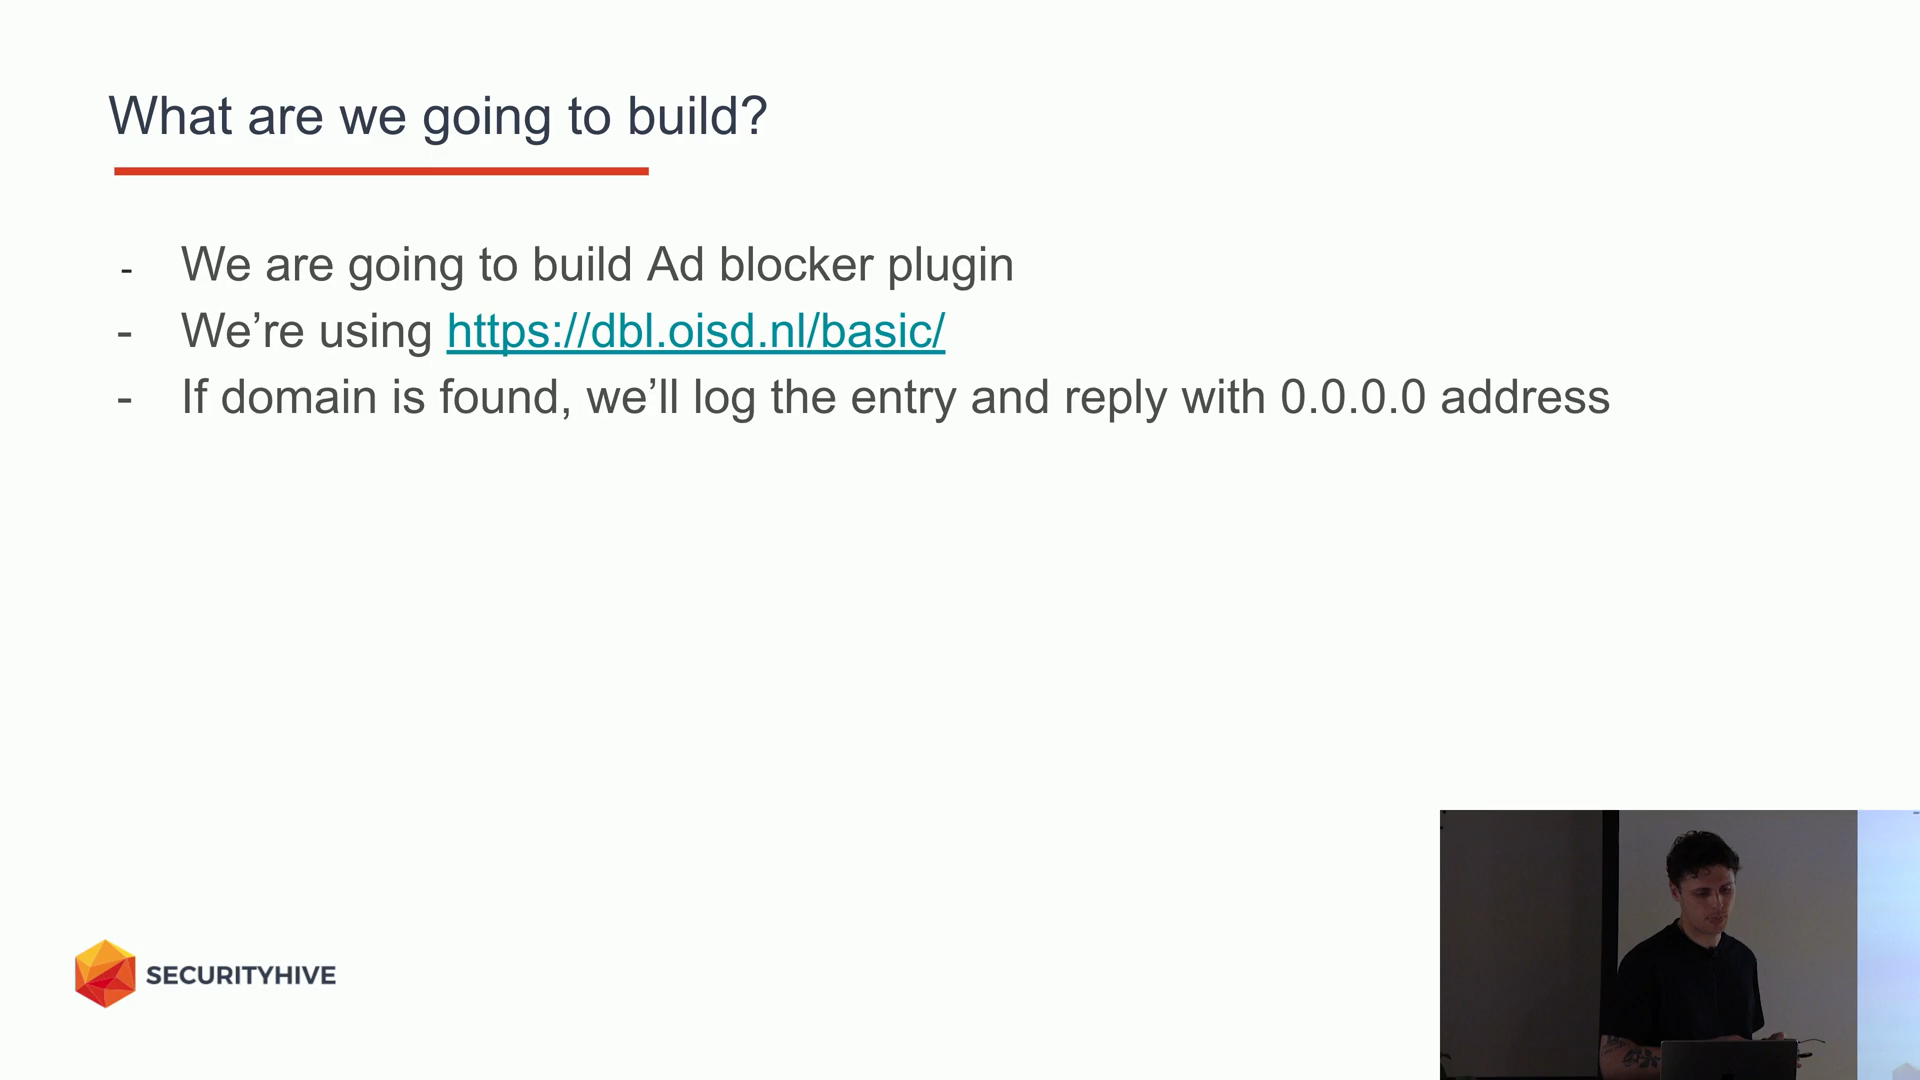 What are we going to build?
- We are going to build Ad blocker plugin
- We’re using https://dbl.oisd.nl/basic/
- If domain is found, we’ll log the entry and reply with 0.0.0.0 address
SECURITYHIVE